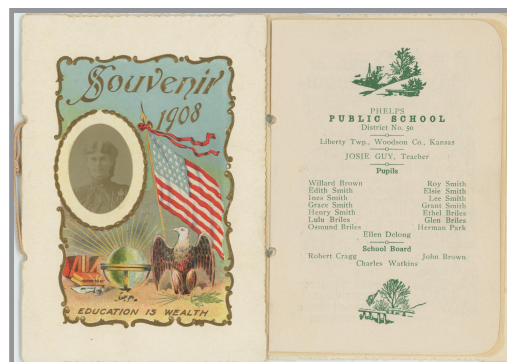 Souvenir
1908
EDUCATION IS WEALTH
PHELPS
PUBLIC SCHOOL
District No. 50
Liberty Twp., Woodson Co., Kansas
JOSIE GUY, Teacher
Pupils
Willard Brown Roy Smith
Edith Smith Elsie Smith
Inez Smith Lee Smith
Grace Smith Grant Smith
Henry Smith Ethel Briles
Lulu Briles Glen Briles
Osmund Briles Herman Park
Ellen Delong
School Board
Robert Cragg John Brown
Charles Watkins